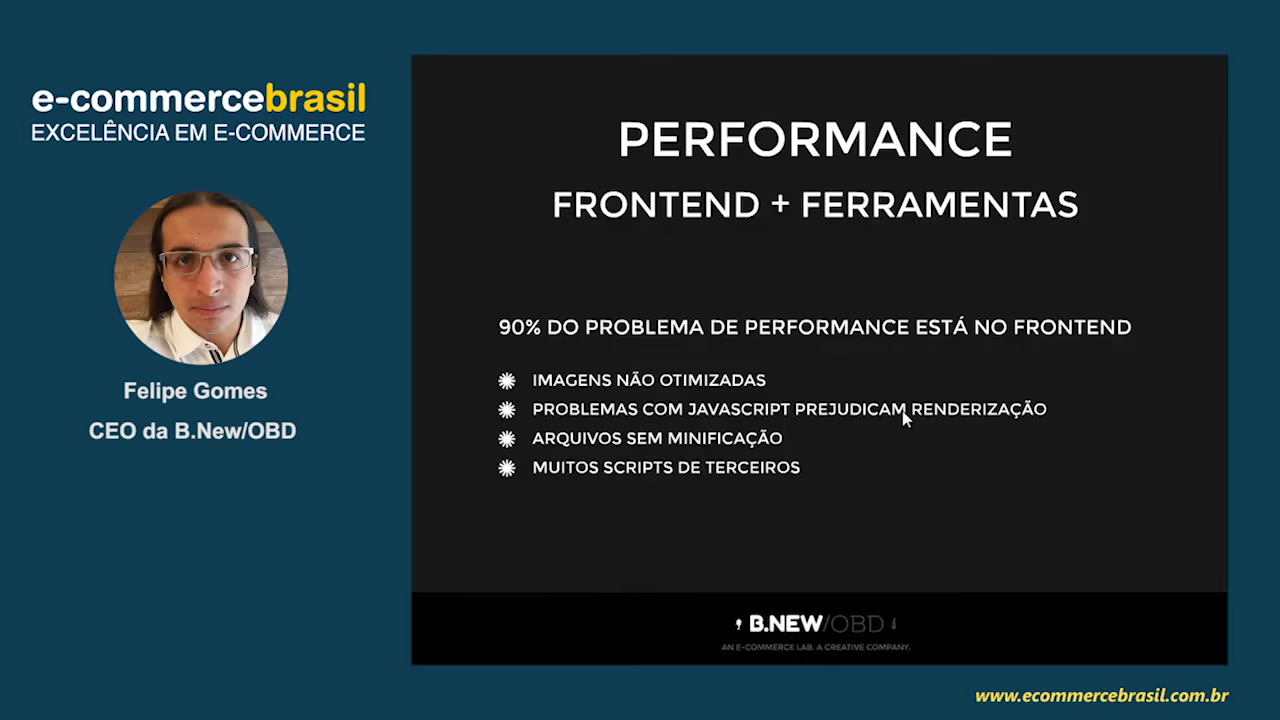 e-commercebrasil
EXCELÊNCIA EM E-COMMERCE
Felipe Gomes
CEO da B.New/OBD
PERFORMANCE
FRONTEND + FERRAMENTAS
90% DO PROBLEMA DE PERFORMANCE ESTÁ NO FRONTEND
IMAGENS NÃO OTIMIZADAS
PROBLEMAS COM JAVASCRIPT PREJUDICAM RENDERIZAÇÃO
ARQUIVOS SEM MINIFICAÇÃO
MUITOS SCRIPTS DE TERCEIROS
B.NEW/OBD
AN E-COMMERCE LAB. A CREATIVE COMPANY.
www.ecommercebrasil.com.br